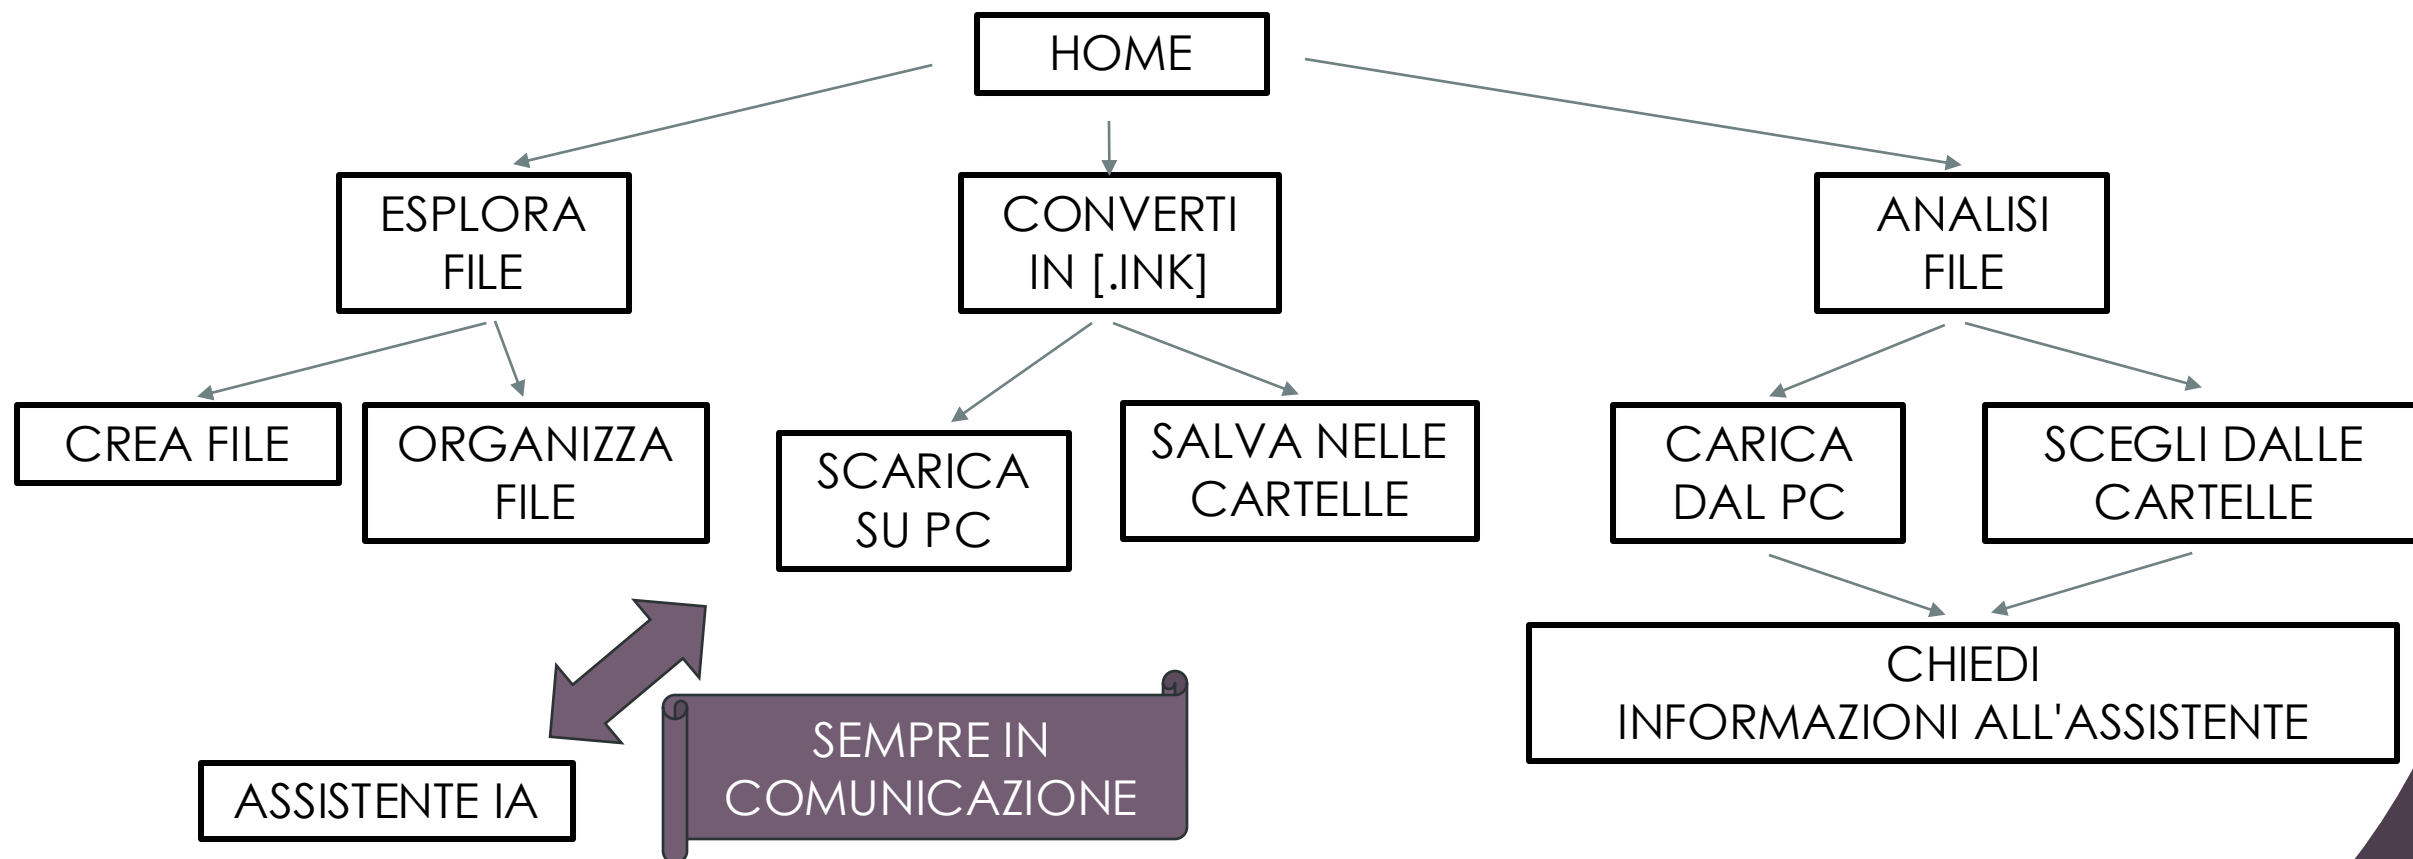 HOME
ESPLORA
FILE
CONVERTI
IN [.INK]
ANALISI
FILE
CREA FILE
ORGANIZZA
FILE
SCARICA
SU PC
SALVA NELLE
CARTELLE
CARICA
DAL PC
SCEGLI DALLE
CARTELLE
CHIEDI
INFORMAZIONI ALL'ASSISTENTE
SEMPRE IN
COMUNICAZIONE
ASSISTENTE IA